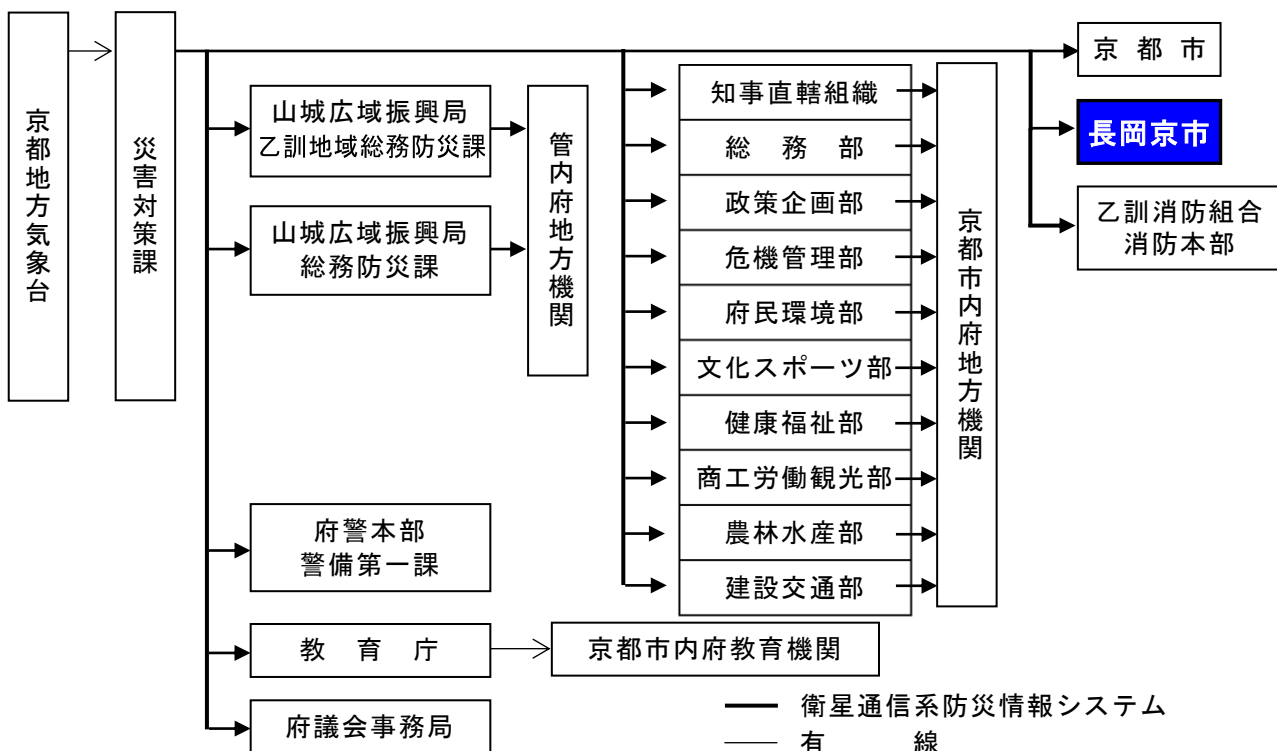 京都地方気象台
災害対策課
山城広域振興局
乙訓地域総務防災課
山城広域振興局
総務防災課
管内府地方機関
府警本部
警備第一課
教育庁
京都市内府教育機関
府議会事務局
知事直轄組織
総務部
政策企画部
危機管理部
府民環境部
文化スポーツ部
健康福祉部
商工労働観光部
農林水産部
建設交通部
京都市内府地方機関
京都市
長岡京市
乙訓消防組合
消防本部
衛星通信系防災情報システム
有線